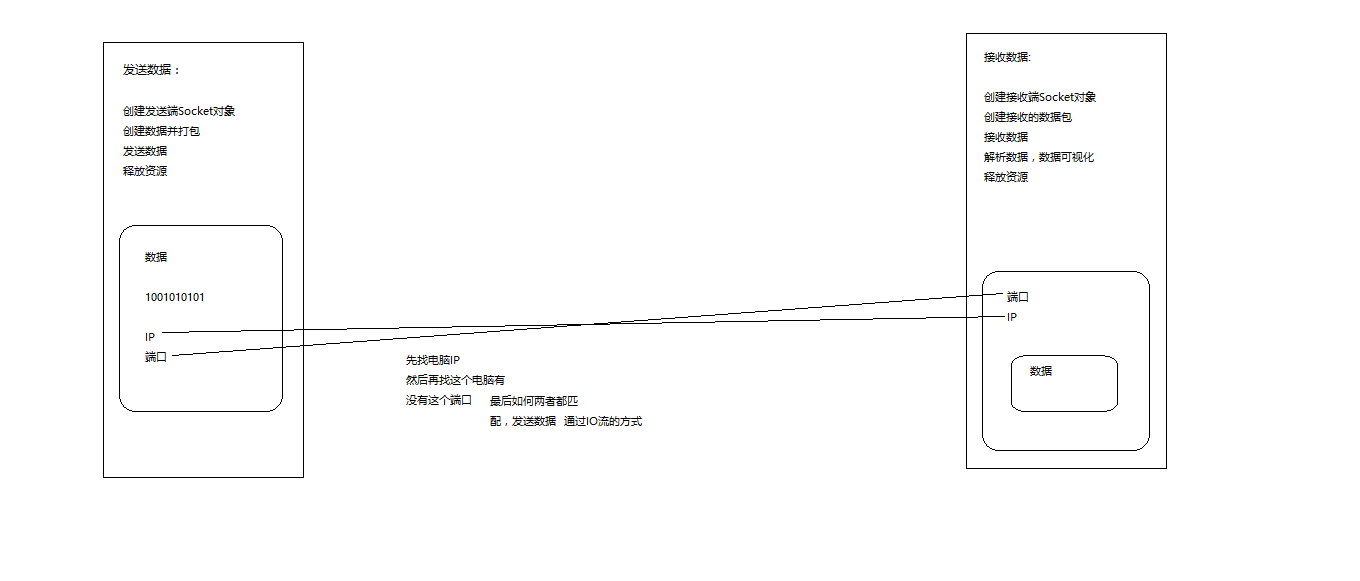 发送数据：
创建发送端Socket对象
创建数据并打包
发送数据
释放资源
数据
1001010101
IP
端口
先找电脑IP
然后再找这个电脑有
没有这个端口
最后如何两者都匹
配，发送数据 通过IO流的方式
接收数据:
创建接收端Socket对象
创建接收的数据包
接收数据
解析数据，数据可视化
释放资源
端口
IP
数据